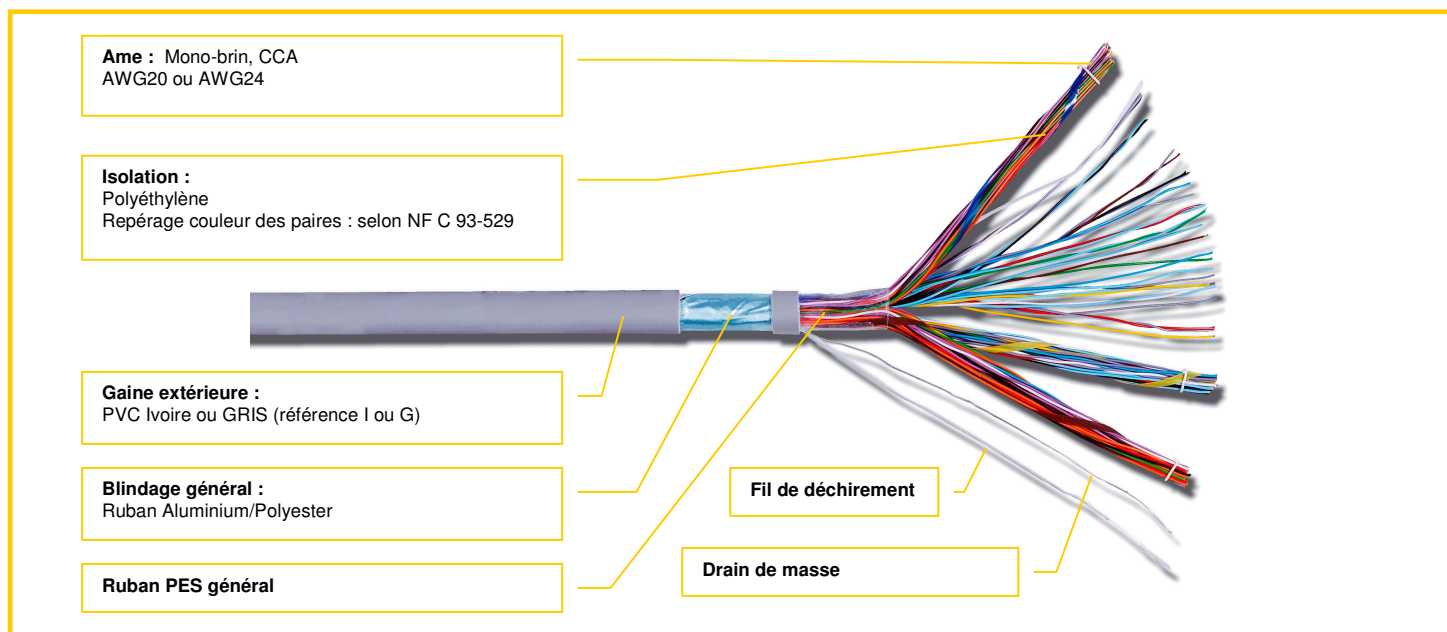 Ame : Mono-brin, CCA
AWG20 ou AWG24
Isolation :
Polyéthylène
Repérage couleur des paires : selon NF C 93-529
Gaine extérieure :
PVC Ivoire ou GRIS (référence I ou G)
Blindage général :
Ruban Aluminium/Polyester
Fil de déchirement
Drain de masse
Ruban PES général